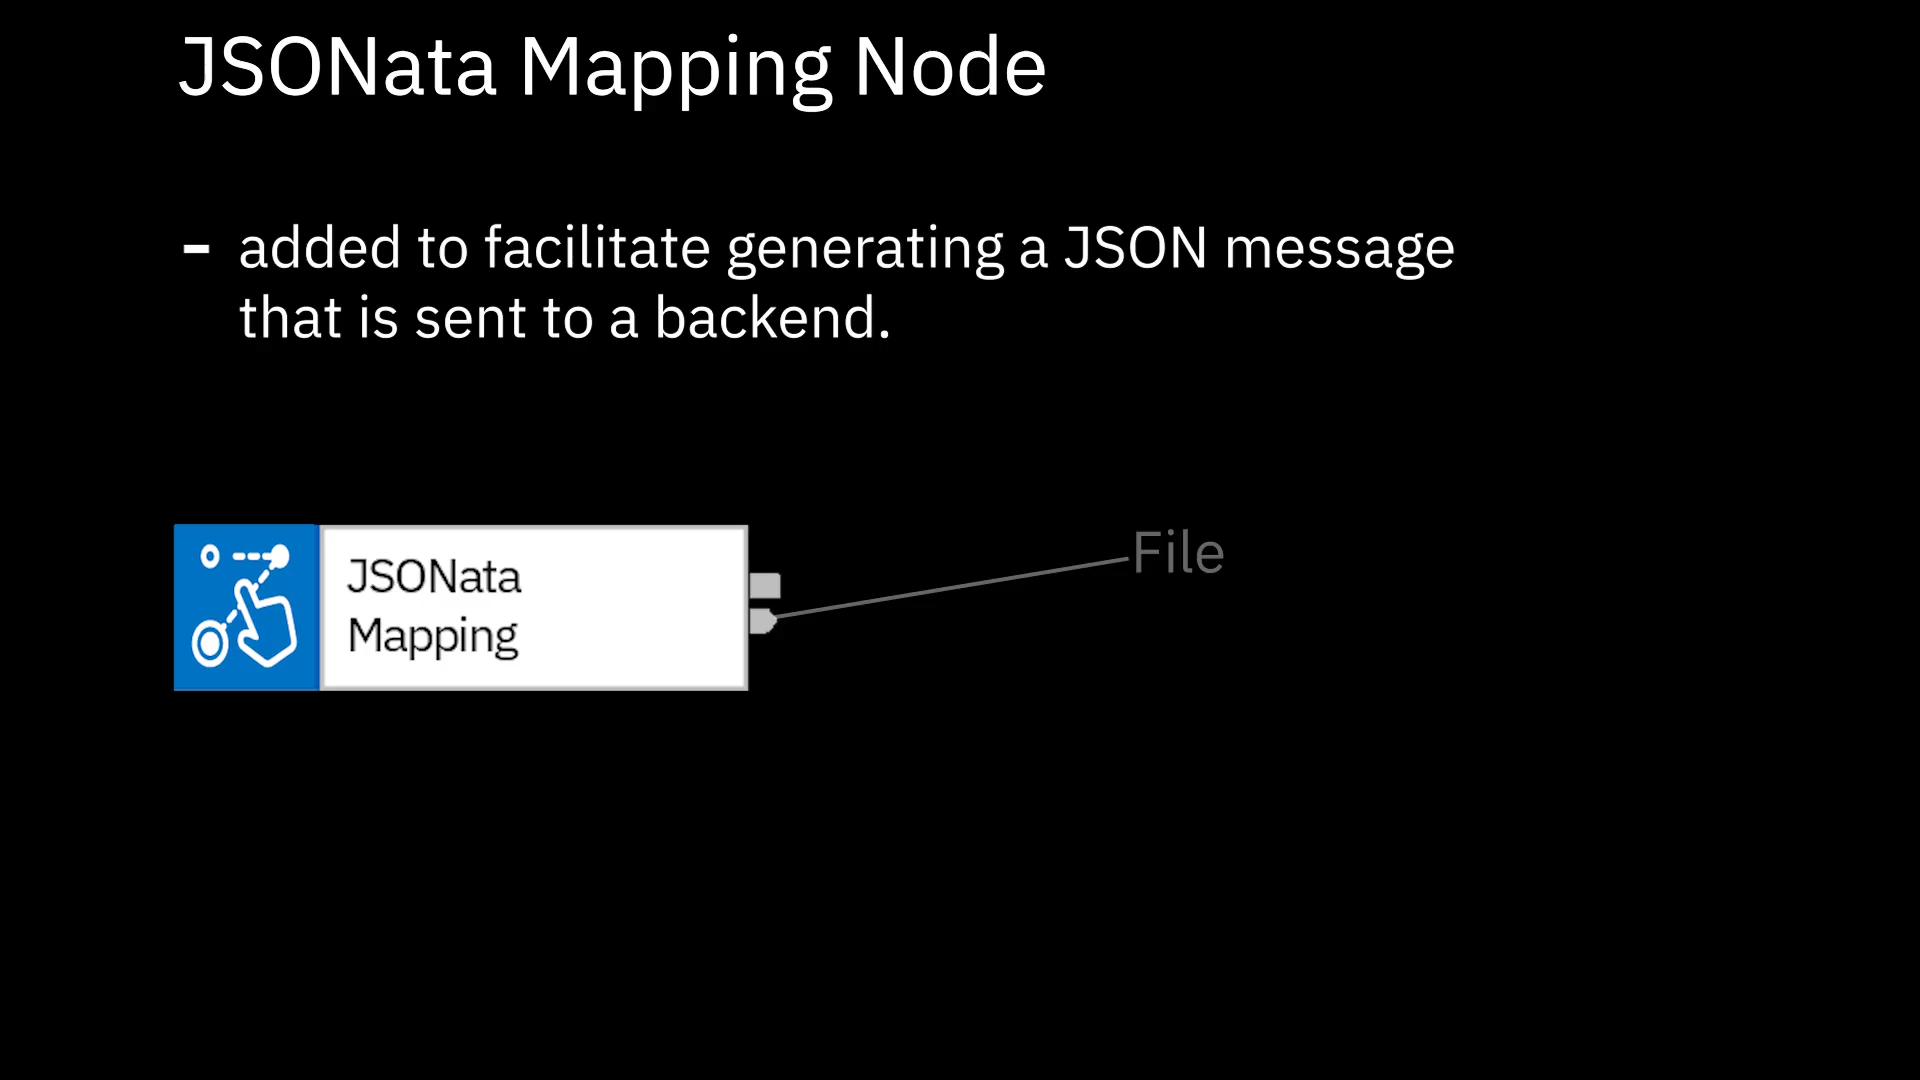 JSONata Mapping Node
- added to facilitate generating a JSON message
that is sent to a backend.
JSONata
Mapping
File